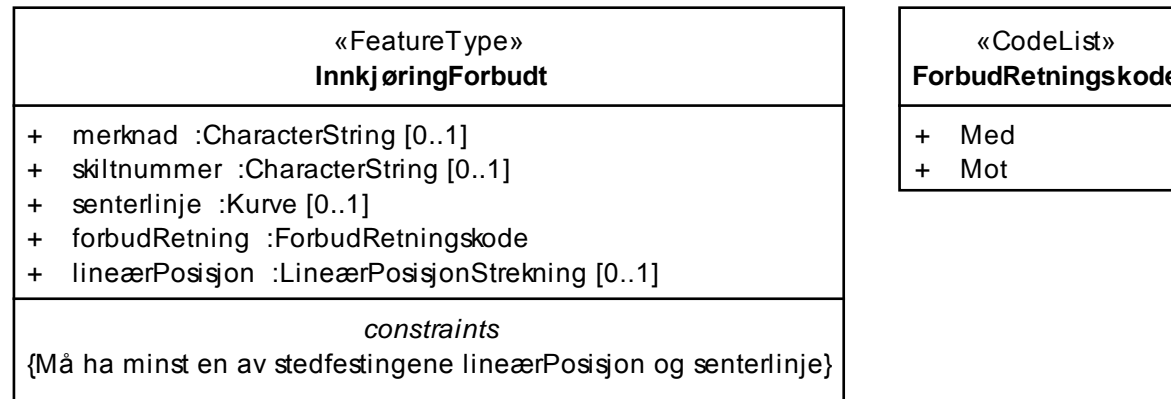 «FeatureType»
InnkjøringForbudt
+ merknad :CharacterString [0..1]
+ skiltnummer :CharacterString [0..1]
+ senterlinje :Kurve [0..1]
+ forbudRetning :ForbudRetningskode
+ lineærPosisjon :LineærPosisjonStrekning [0..1]
constraints
{Må ha minst en av stedfestingene lineærPosisjon og senterlinje}
«CodeList»
ForbudRetningskode
+ Med
+ Mot